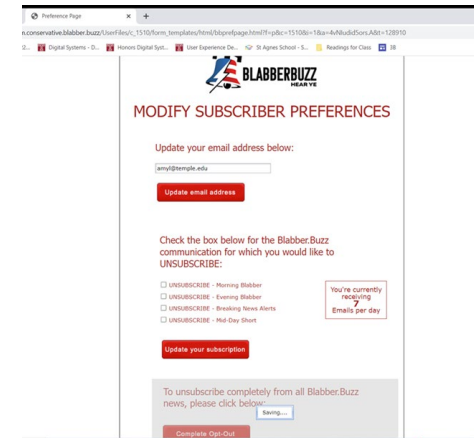 Preference Page × +
m.conservative.blabber.buzz/UserFiles/c_1510/form_templates/html/bbprefpage.html?
Digital Systems - D... Honors Digital Syst... User Experience De... St Agnes School - S... Readings for Class 3B
BLABBERBUZZ
HEAR YE
MODIFY SUBSCRIBER PREFERENCES
Update your email address below:
amyl@temple.edu
Update email address
Check the box below for the Blabber.Buzz
communication for which you would like to
UNSUBSCRIBE:
UNSUBSCRIBE - Morning Blabber
UNSUBSCRIBE - Evening Blabber
UNSUBSCRIBE - Breaking News Alerts
UNSUBSCRIBE - Mid-Day Short
You're currently
receiving
7
Emails per day
Update your subscription
To unsubscribe completely from all Blabber.Buzz
news, please click below:
Saving....
Complete Opt-Out